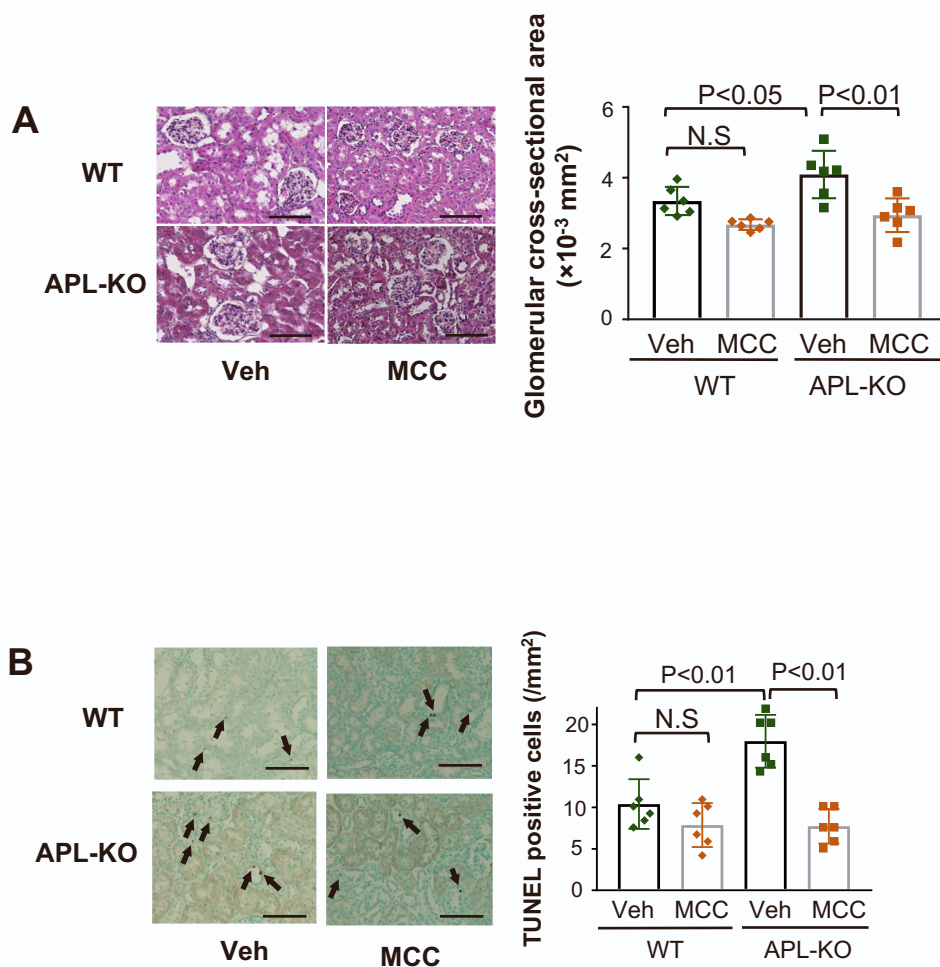 A
WT
APL-KO
Veh
MCC
Glomerular cross-sectional area
(×10⁻³ mm²)
6
4
2
0
P<0.05
P<0.01
N.S
Veh
MCC
Veh
MCC
WT
APL-KO
B
WT
APL-KO
Veh
MCC
TUNEL positive cells (/mm²)
20
15
10
5
0
P<0.01
P<0.01
N.S
Veh
MCC
Veh
MCC
WT
APL-KO